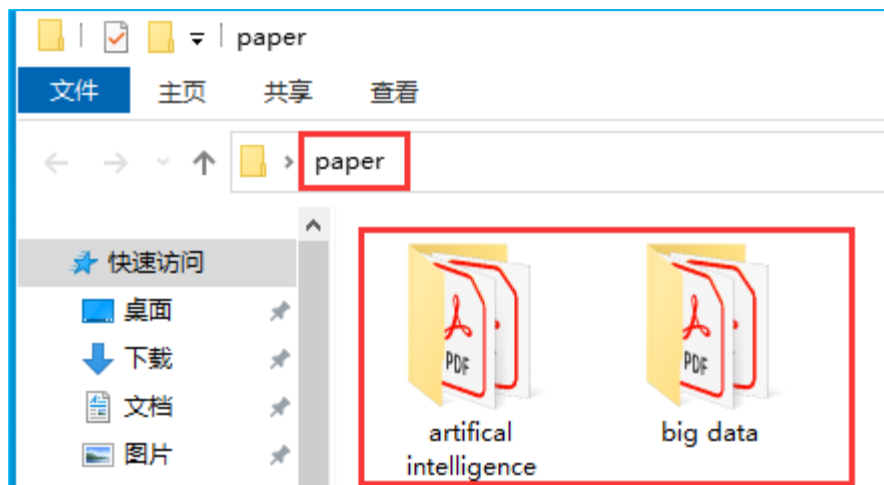 paper
文件 主页 共享 查看
paper
快速访问
桌面
下载
文档
图片
PDF
artifical
intelligence
PDF
big data